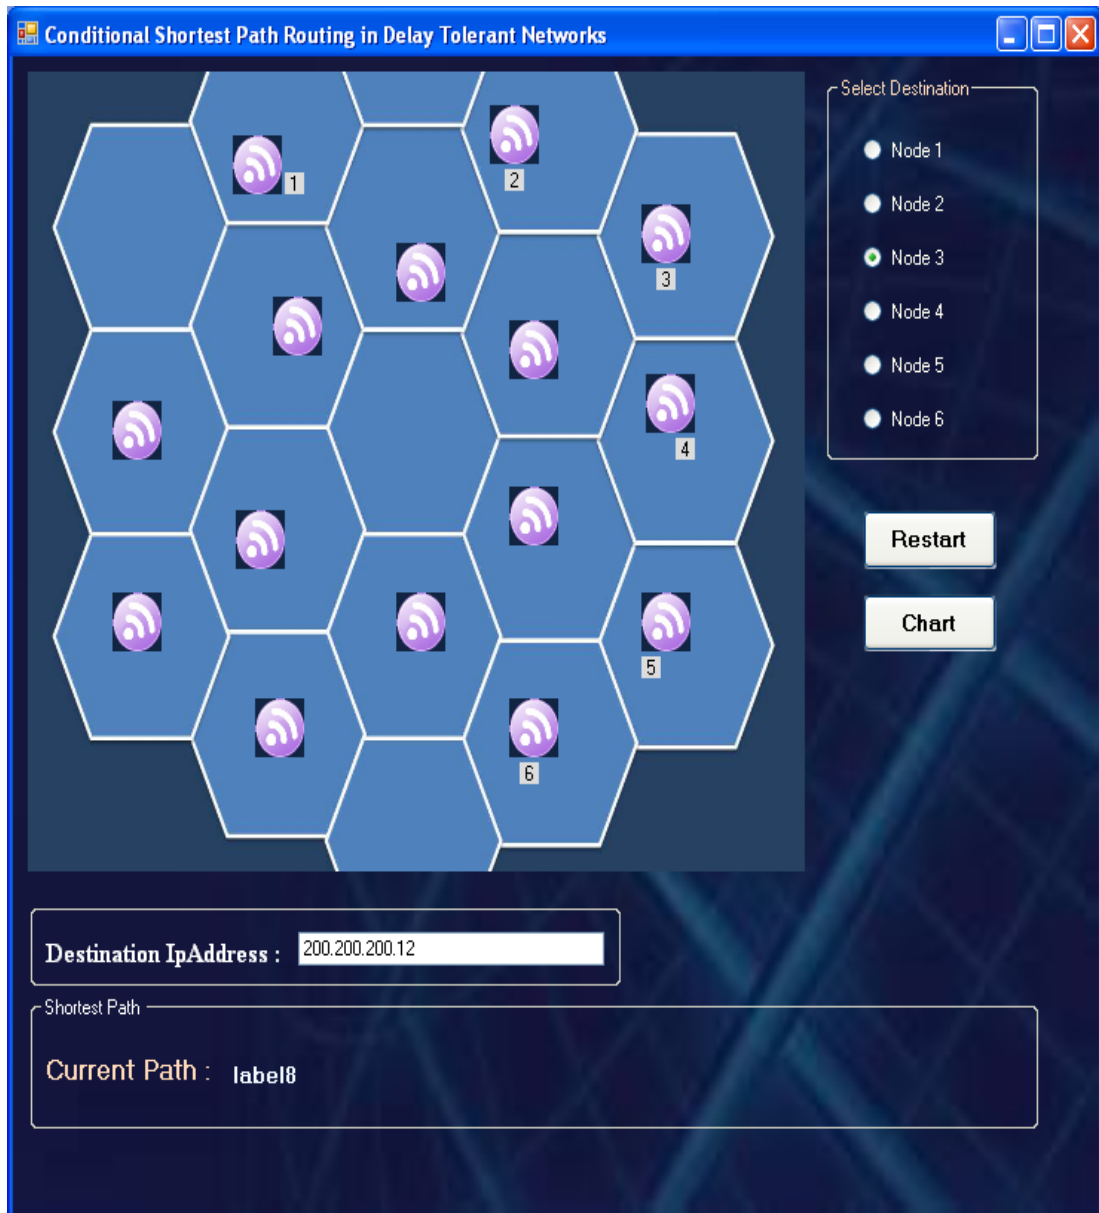 Conditional Shortest Path Routing in Delay Tolerant Networks
1
2
3
4
5
6
Select Destination
Node 1
Node 2
Node 3
Node 4
Node 5
Node 6
Restart
Chart
Destination IpAddress :
200.200.200.12
Shortest Path
Current Path : label8